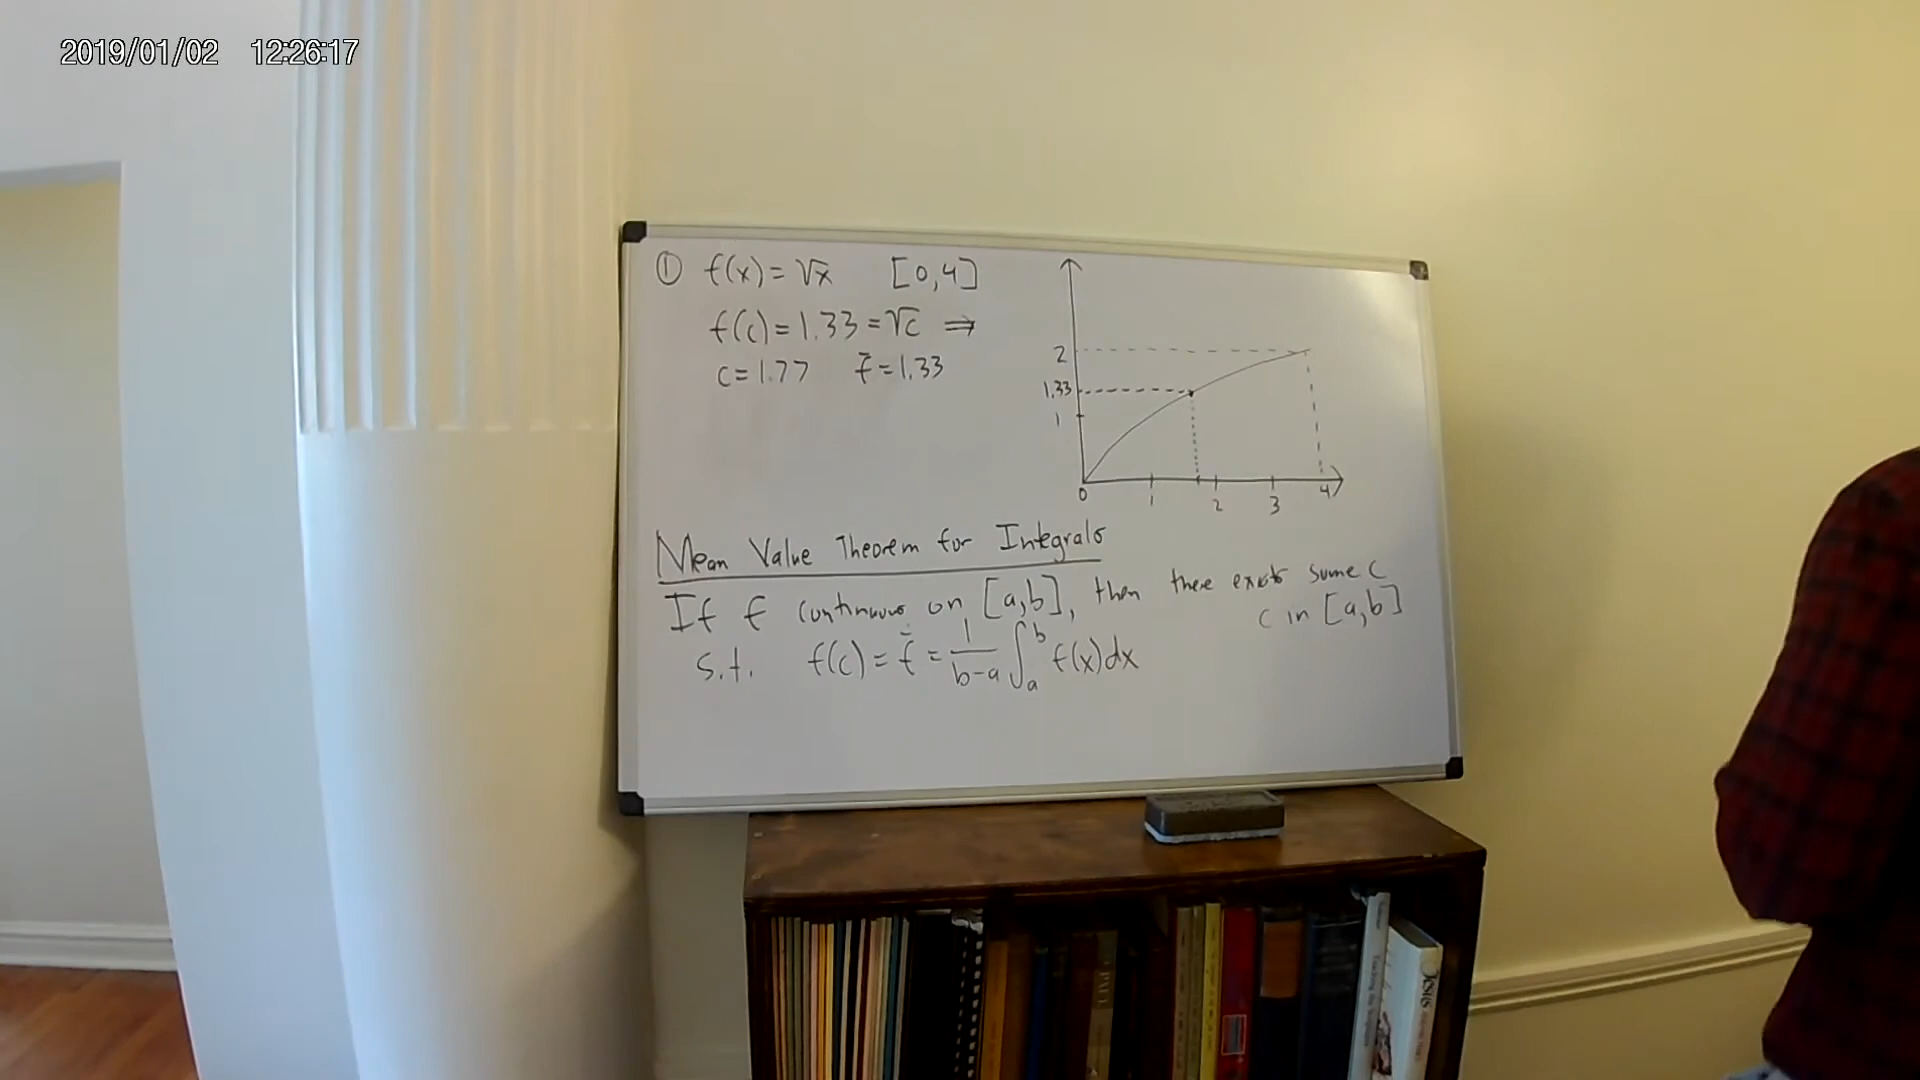 2019/01/02 12:26:17
① f(x) = √x [0,4]
f(c) = 1.33 = √c ⇒
c = 1.77 f̄ = 1.33
2
1.33
1
0 1 2 3 4
Mean Value Theorem for Integrals
If f continuous on [a,b], then there exists some c
c in [a,b]
s.t. f(c) = f̄ = 1/(b-a) ∫_a^b f(x)dx
JESUS